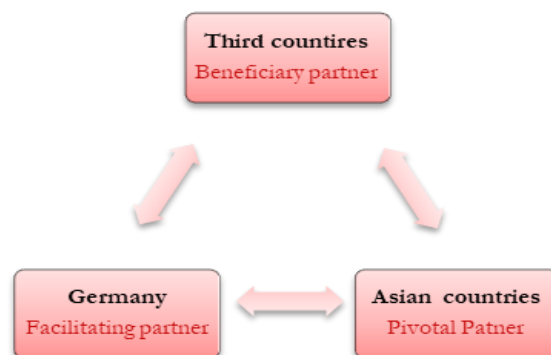 Third countires
Beneficiary partner
Germany
Facilitating partner
Asian countries
Pivotal Patner